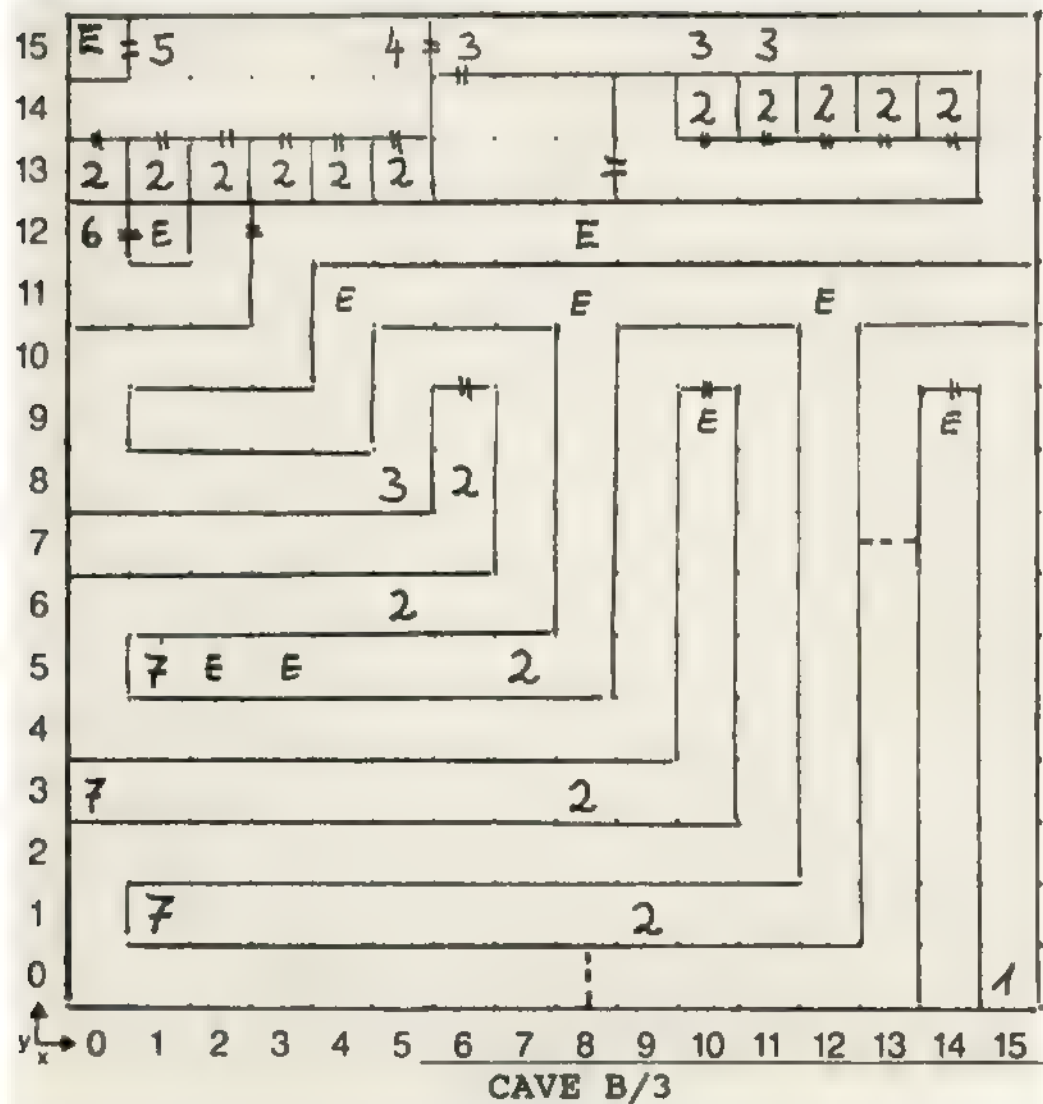 15 E 5 4 3 3 3
14 2 2 2 2 2
13 2 2 2 2 2 2
12 6 E E
11 E E E
10
9 E E
8 3 2
7
6 2
5 7 E E 2
4
3 7 2
2
1 7 2
0 1
y x 0 1 2 3 4 5 6 7 8 9 10 11 12 13 14 15
CAVE B/3